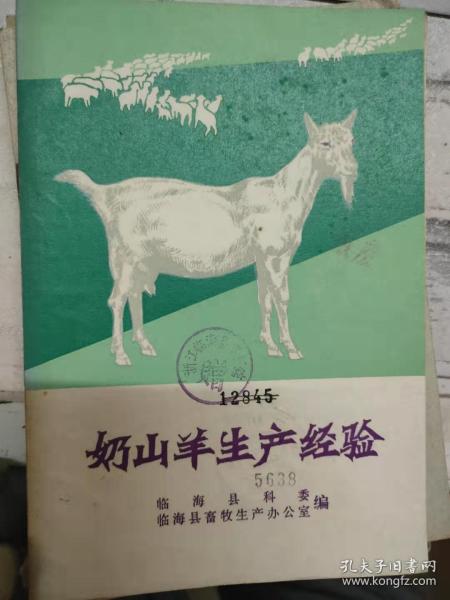 赠
12845
奶山羊生产经验
5638
临海县科委
临海县畜牧生产办公室 编
孔夫子旧书网
www.kongfz.com